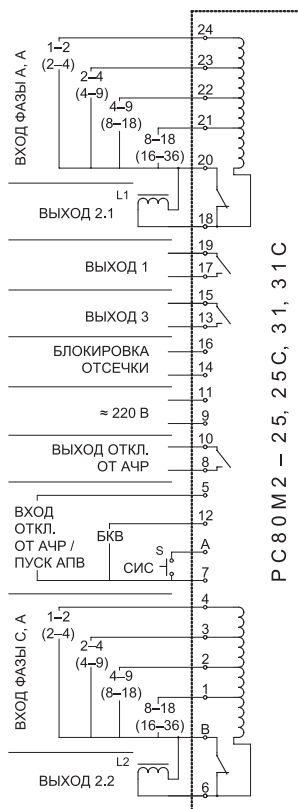 24
1–2
(2–4)
23
2–4
(4–9)
22
4–9
(8–18)
21
8–18
(16–36)
20
ВХОД ФАЗЫ А, А
L1
ВЫХОД 2.1
18
19
ВЫХОД 1
17
15
ВЫХОД 3
13
16
БЛОКИРОВКА
ОТСЕЧКИ
14
11
≈ 220 В
9
10
ВЫХОД ОТКЛ.
ОТ АЧР
8
5
ВХОД
ОТКЛ.
ОТ АЧР /
ПУСК АПВ
12
БКВ
S
А
СИС
7
4
1–2
(2–4)
3
2–4
(4–9)
2
4–9
(8–18)
1
8–18
(16–36)
В
ВХОД ФАЗЫ С, А
L2
ВЫХОД 2.2
6
РС80М2 – 25, 25С, 31, 31С